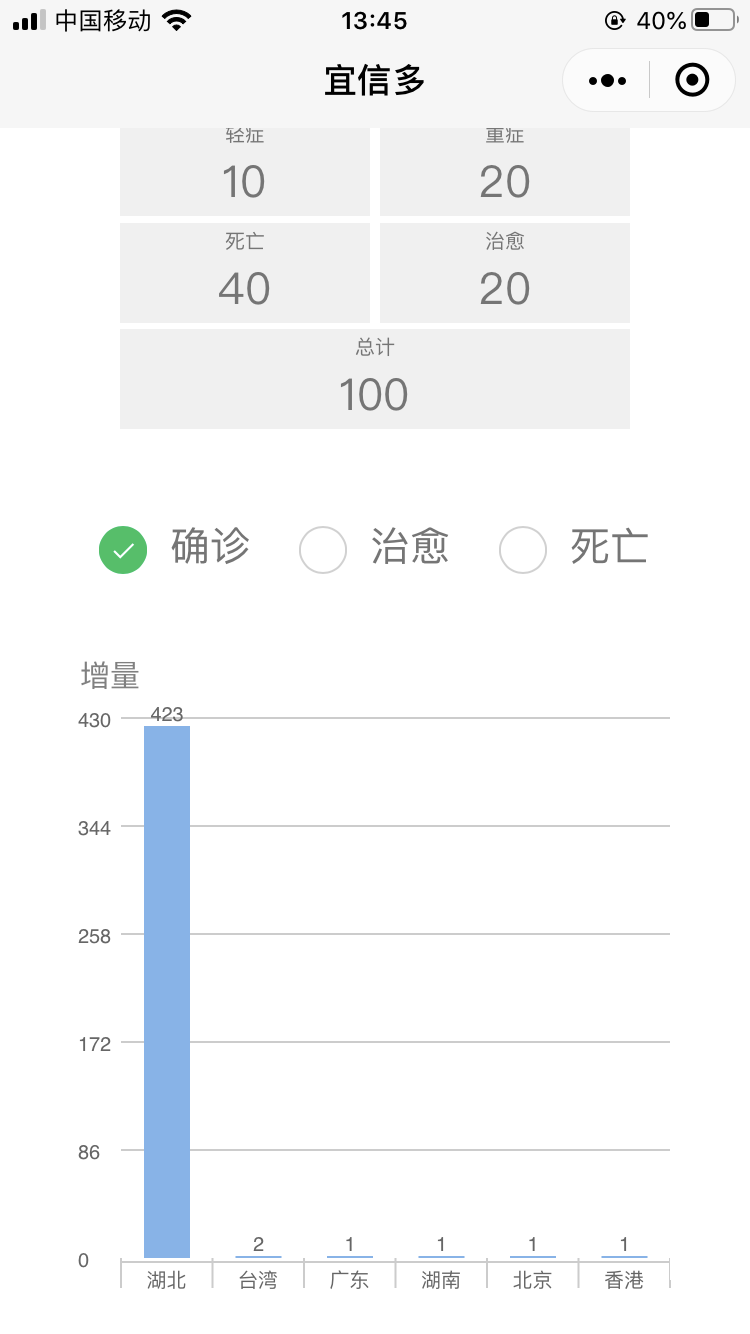 中国移动 13:45 40%
宜信多
轻症 重症
10 20
死亡 治愈
40 20
总计
100
确诊 治愈 死亡
增量
430
423
344
258
172
86
2 1 1 1 1
0
湖北 台湾 广东 湖南 北京 香港